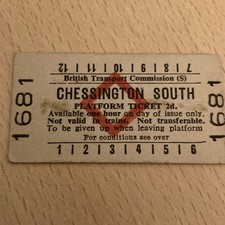 12 11 10 9 8 7
British Transport Commission (S)
CHESSINGTON SOUTH
PLATFORM TICKET 2d.
Available one hour on day of issue only.
Not valid in trains. Not transferable.
To be given up when leaving platform
For conditions see over
1 2 3 4 5 6
1681
1681